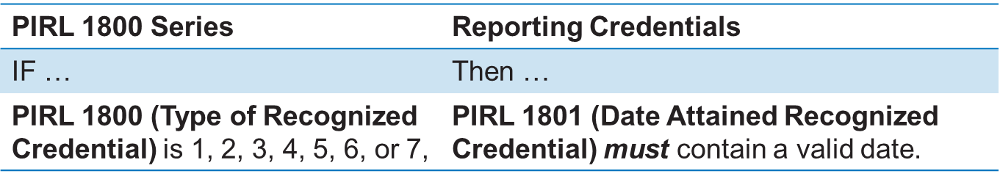 PIRL 1800 Series
Reporting Credentials
IF …
Then …
PIRL 1800 (Type of Recognized
Credential) is 1, 2, 3, 4, 5, 6, or 7,
PIRL 1801 (Date Attained Recognized
Credential) must contain a valid date.